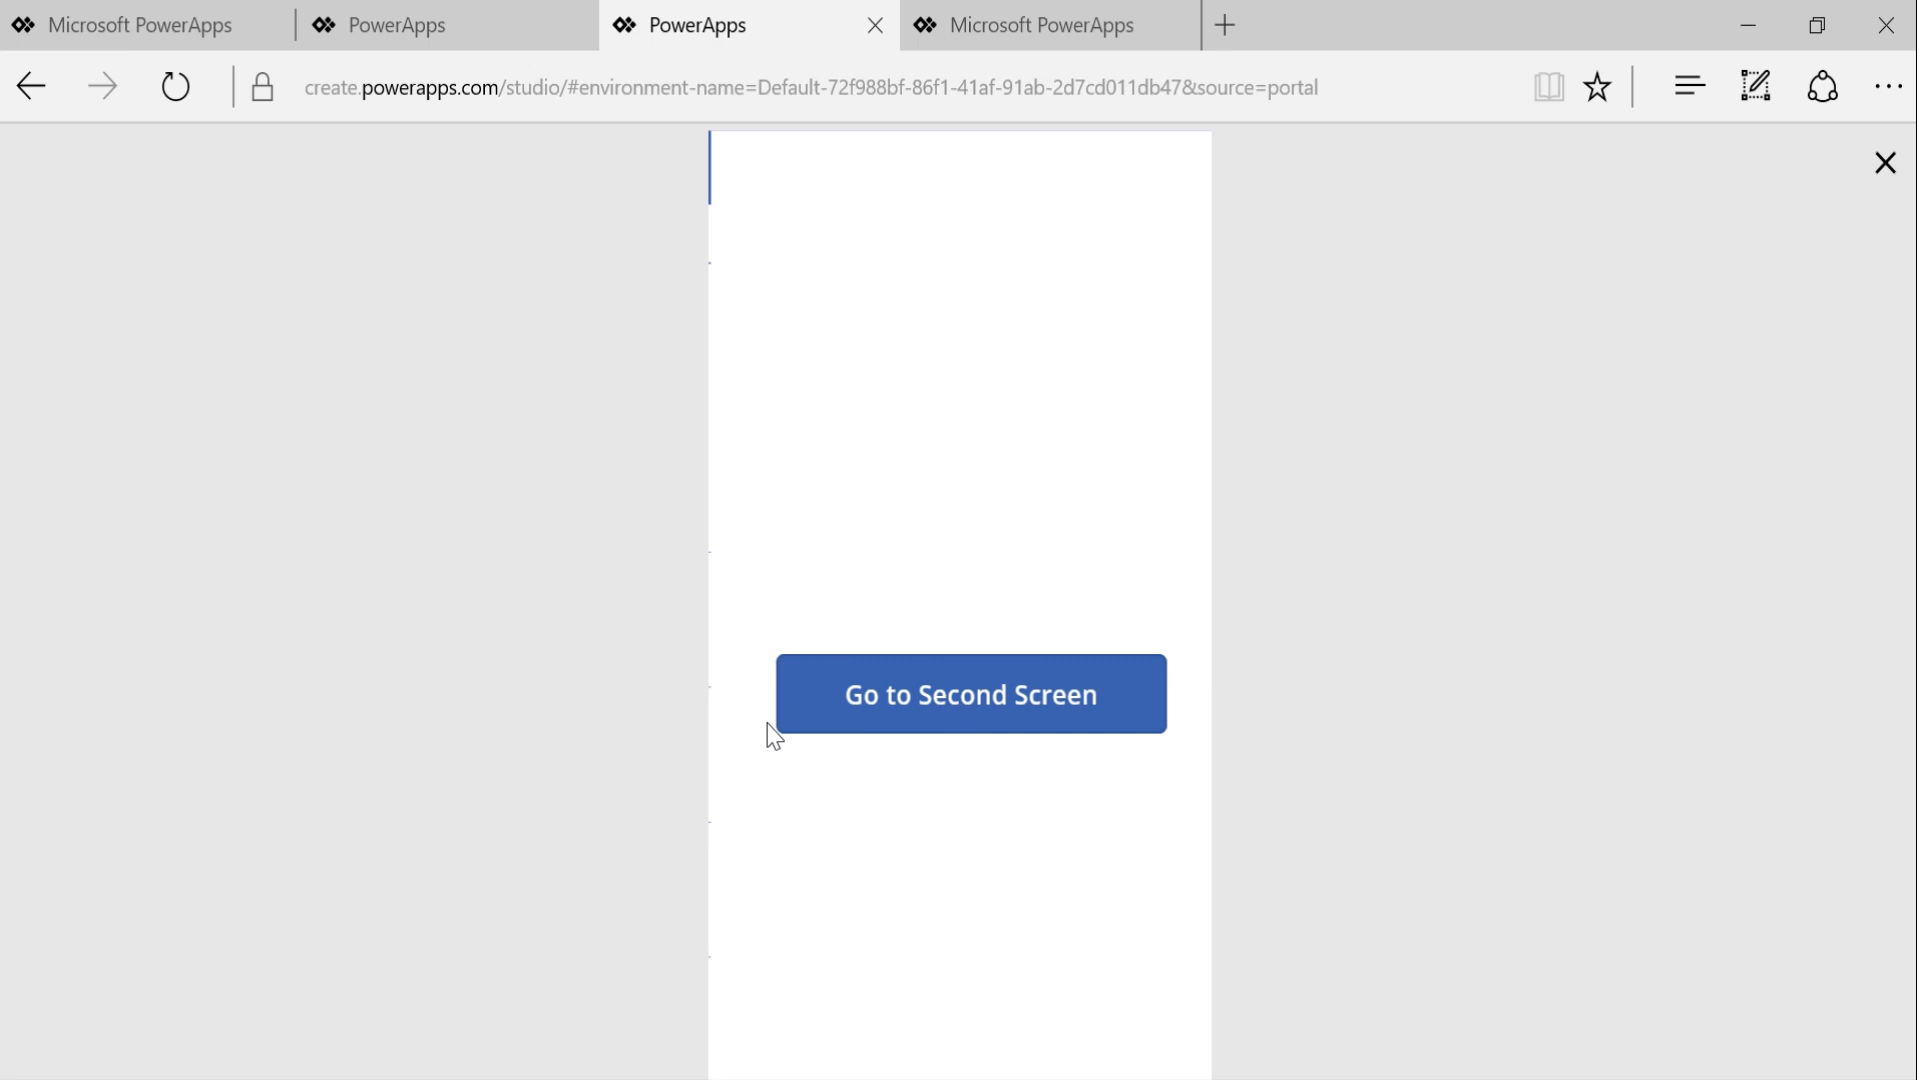 Microsoft PowerApps
PowerApps
PowerApps
Microsoft PowerApps
create.powerapps.com/studio/#environment-name=Default-72f988bf-86f1-41af-91ab-2d7cd011db47&source=portal
Go to Second Screen